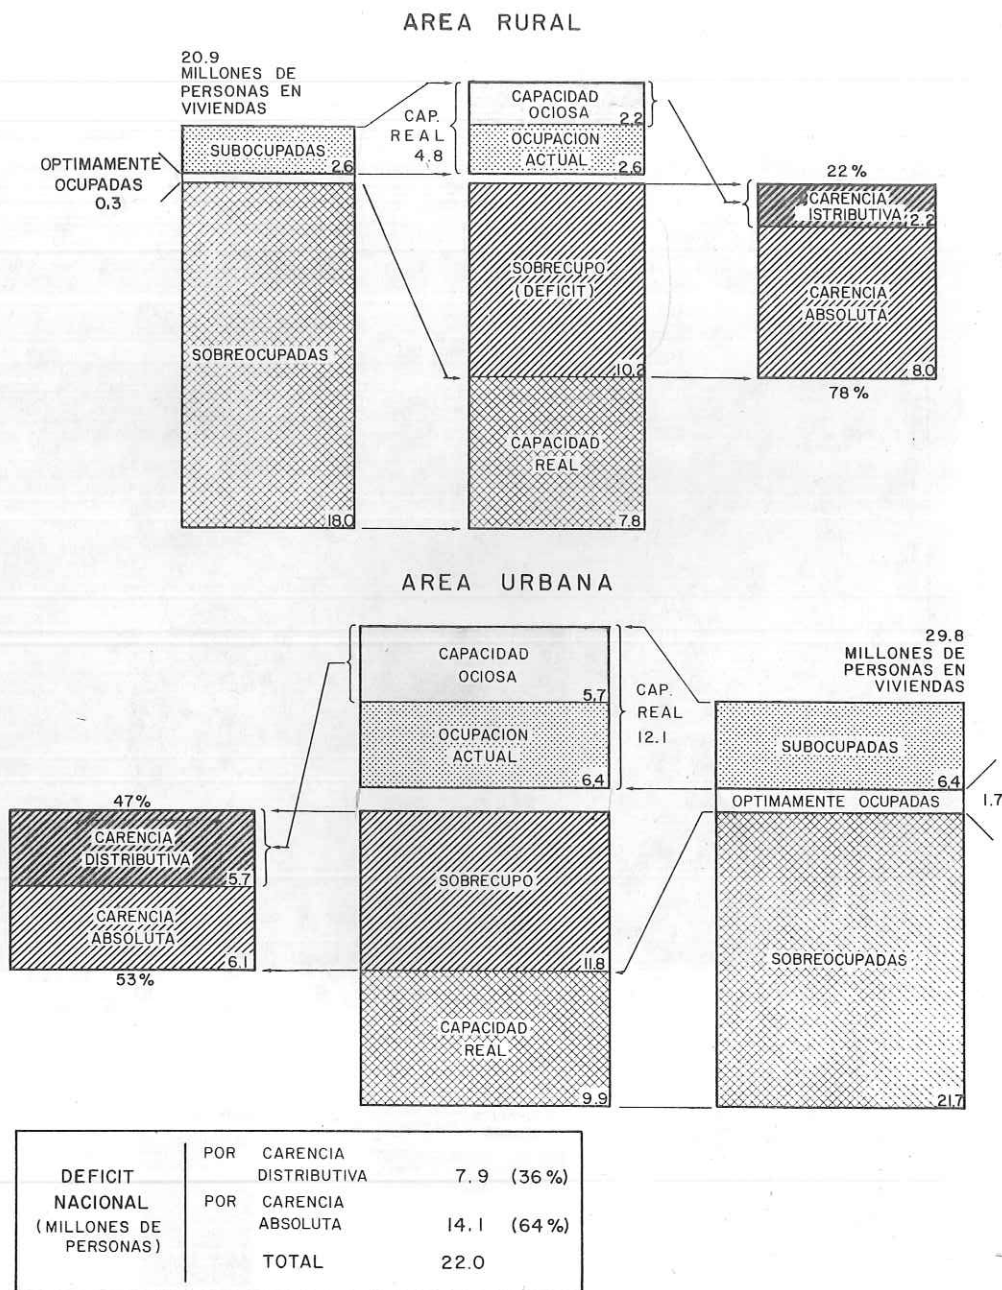 AREA RURAL
20.9
MILLONES DE
PERSONAS EN
VIVIENDAS
OPTIMAMENTE
OCUPADAS
0.3
SUBOCUPADAS
2.6
SOBREOCUPADAS
18.0
CAP.
REAL
4.8
CAPACIDAD
OCIOSA
2.2
OCUPACION
ACTUAL
2.6
SOBRECUPO
(DEFICIT)
10.2
CAPACIDAD
REAL
7.8
22%
CARENCIA
ISTRIBUTIVA
2.2
CARENCIA
ABSOLUTA
8.0
78%
AREA URBANA
CAPACIDAD
OCIOSA
5.7
OCUPACION
ACTUAL
6.4
CAP.
REAL
12.1
29.8
MILLONES DE
PERSONAS EN
VIVIENDAS
SUBOCUPADAS
6.4
OPTIMAMENTE OCUPADAS
1.7
SOBREOCUPADAS
21.7
47%
CARENCIA
DISTRIBUTIVA
5.7
CARENCIA
ABSOLUTA
6.1
53%
SOBRECUPO
11.8
CAPACIDAD
REAL
9.9
DEFICIT
NACIONAL
(MILLONES DE
PERSONAS)
POR CARENCIA
DISTRIBUTIVA 7.9 (36%)
POR CARENCIA
ABSOLUTA 14.1 (64%)
TOTAL 22.0